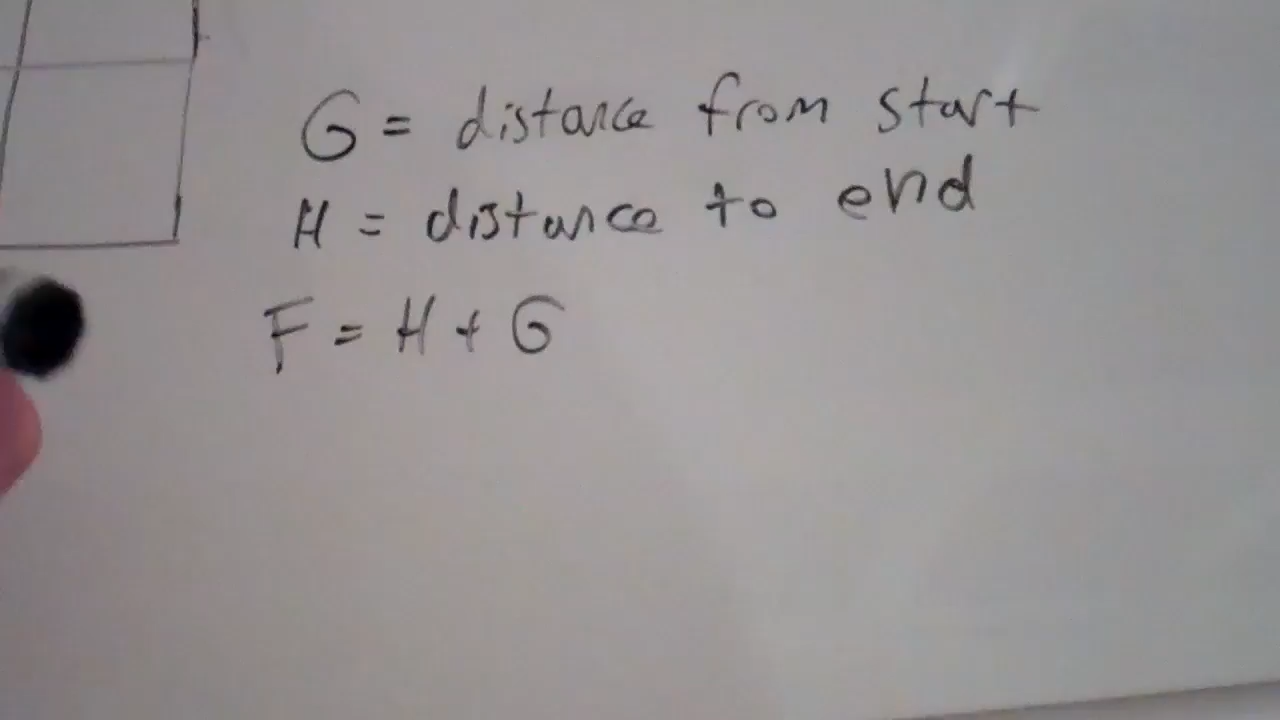 G = distance from start
H = distance to end
F = H + G